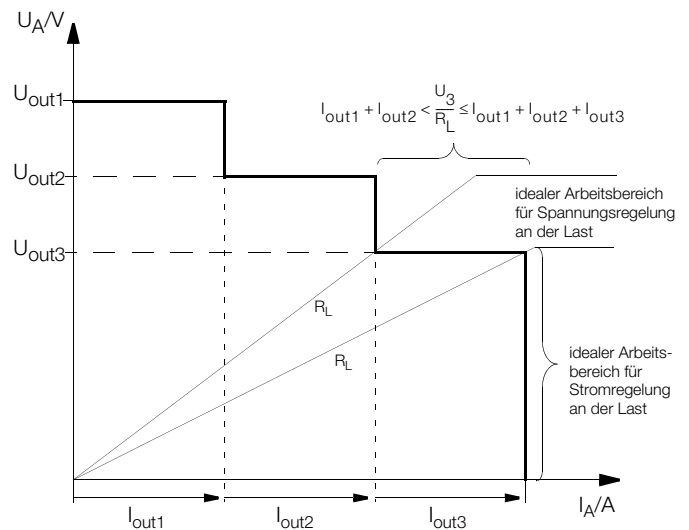 U_A/V
U_out1
U_out2
U_out3
I_out1 + I_out2 < U_3/R_L ≤ I_out1 + I_out2 + I_out3
idealer Arbeitsbereich
für Spannungsregelung
an der Last
R_L
R_L
idealer Arbeits-
bereich für
Stromregelung
an der Last
I_A/A
I_out1
I_out2
I_out3